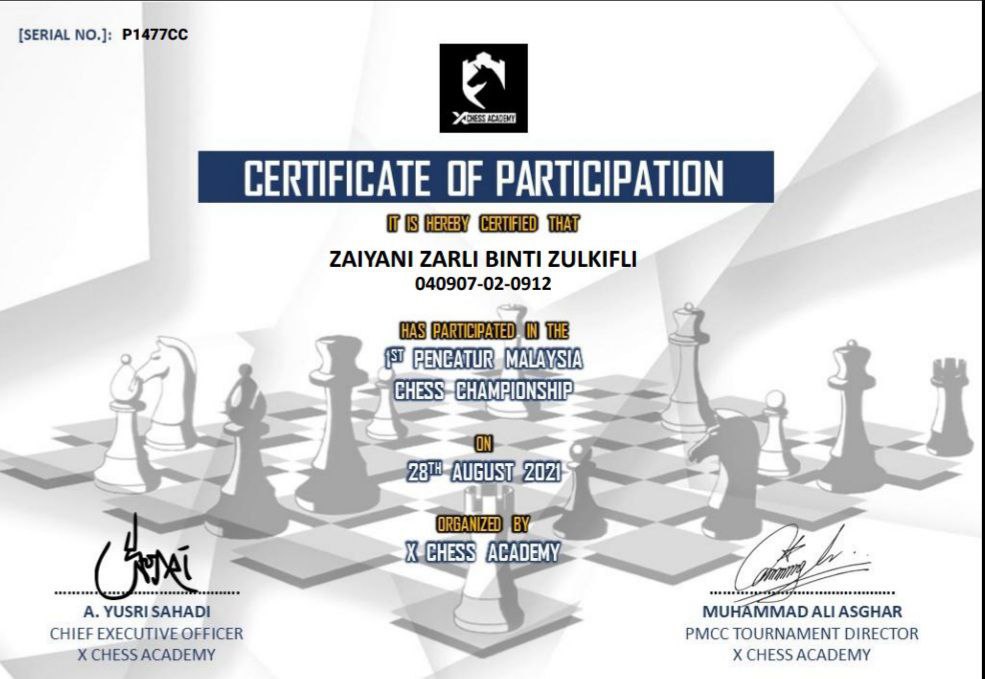 [SERIAL NO.]: P1477CC
X CHESS ACADEMY
CERTIFICATE OF PARTICIPATION
IT IS HEREBY CERTIFIED THAT
ZAIYANI ZARLI BINTI ZULKIFLI
040907-02-0912
HAS PARTICIPATED IN THE
1ST PENCATUR MALAYSIA
CHESS CHAMPIONSHIP
ON
28TH AUGUST 2021
ORGANIZED BY
X CHESS ACADEMY
A. YUSRI SAHADI
CHIEF EXECUTIVE OFFICER
X CHESS ACADEMY
MUHAMMAD ALI ASGHAR
PMCC TOURNAMENT DIRECTOR
X CHESS ACADEMY